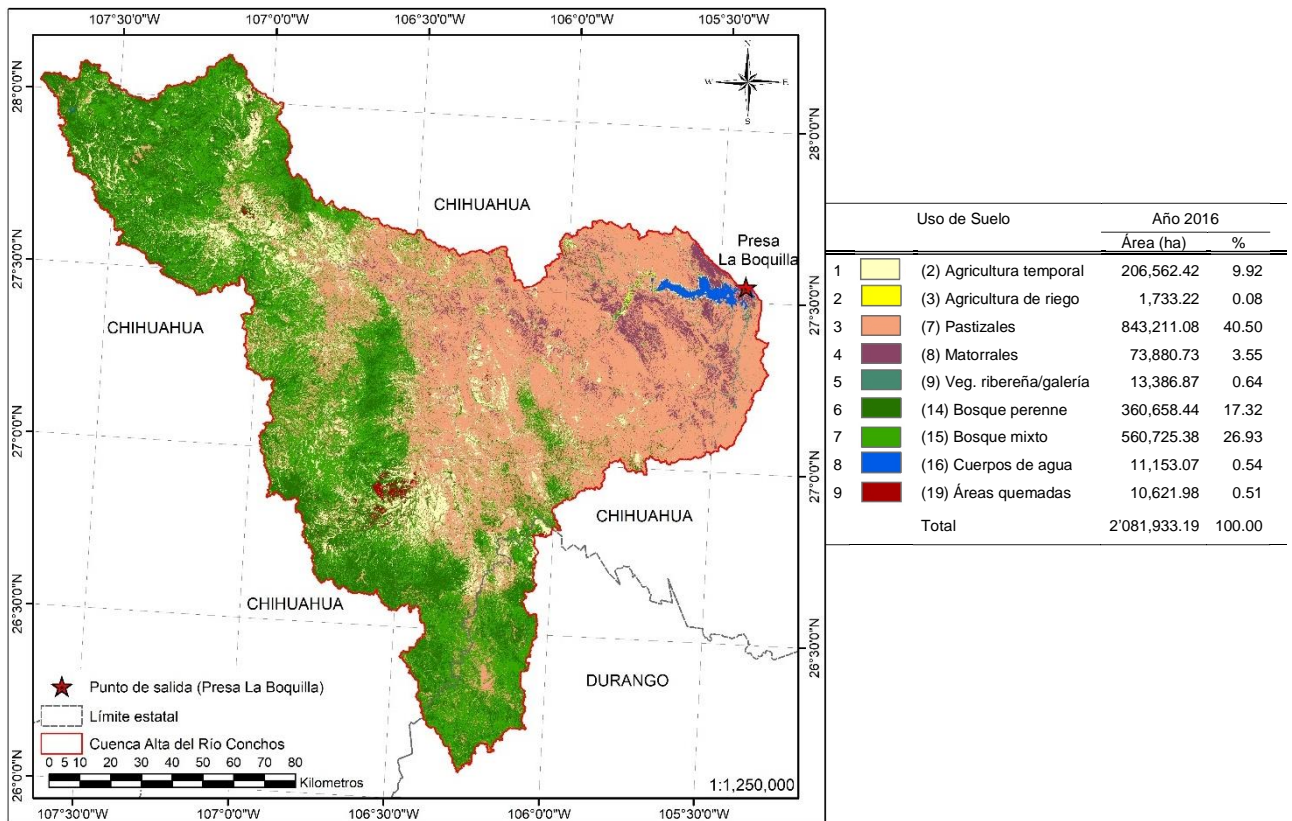 107°30'0"W 107°0'0"W 106°30'0"W 106°0'0"W 105°30'0"W
28°0'0"N
27°30'0"N
27°0'0"N
26°30'0"N
26°0'0"N
N
W E
S
CHIHUAHUA
Presa
La Boquilla
CHIHUAHUA
CHIHUAHUA
CHIHUAHUA
DURANGO
28°0'0"N
27°30'0"N
27°0'0"N
26°30'0"N
Punto de salida (Presa La Boquilla)
Límite estatal
Cuenca Alta del Río Conchos
0 5 10 20 30 40 50 60 70 80
Kilometros
1:1,250,000
107°30'0"W 107°0'0"W 106°30'0"W 106°0'0"W 105°30'0"W
Uso de Suelo Año 2016
Área (ha) %
1 (2) Agricultura temporal 206,562.42 9.92
2 (3) Agricultura de riego 1,733.22 0.08
3 (7) Pastizales 843,211.08 40.50
4 (8) Matorrales 73,880.73 3.55
5 (9) Veg. ribereña/galería 13,386.87 0.64
6 (14) Bosque perenne 360,658.44 17.32
7 (15) Bosque mixto 560,725.38 26.93
8 (16) Cuerpos de agua 11,153.07 0.54
9 (19) Áreas quemadas 10,621.98 0.51
Total 2'081,933.19 100.00